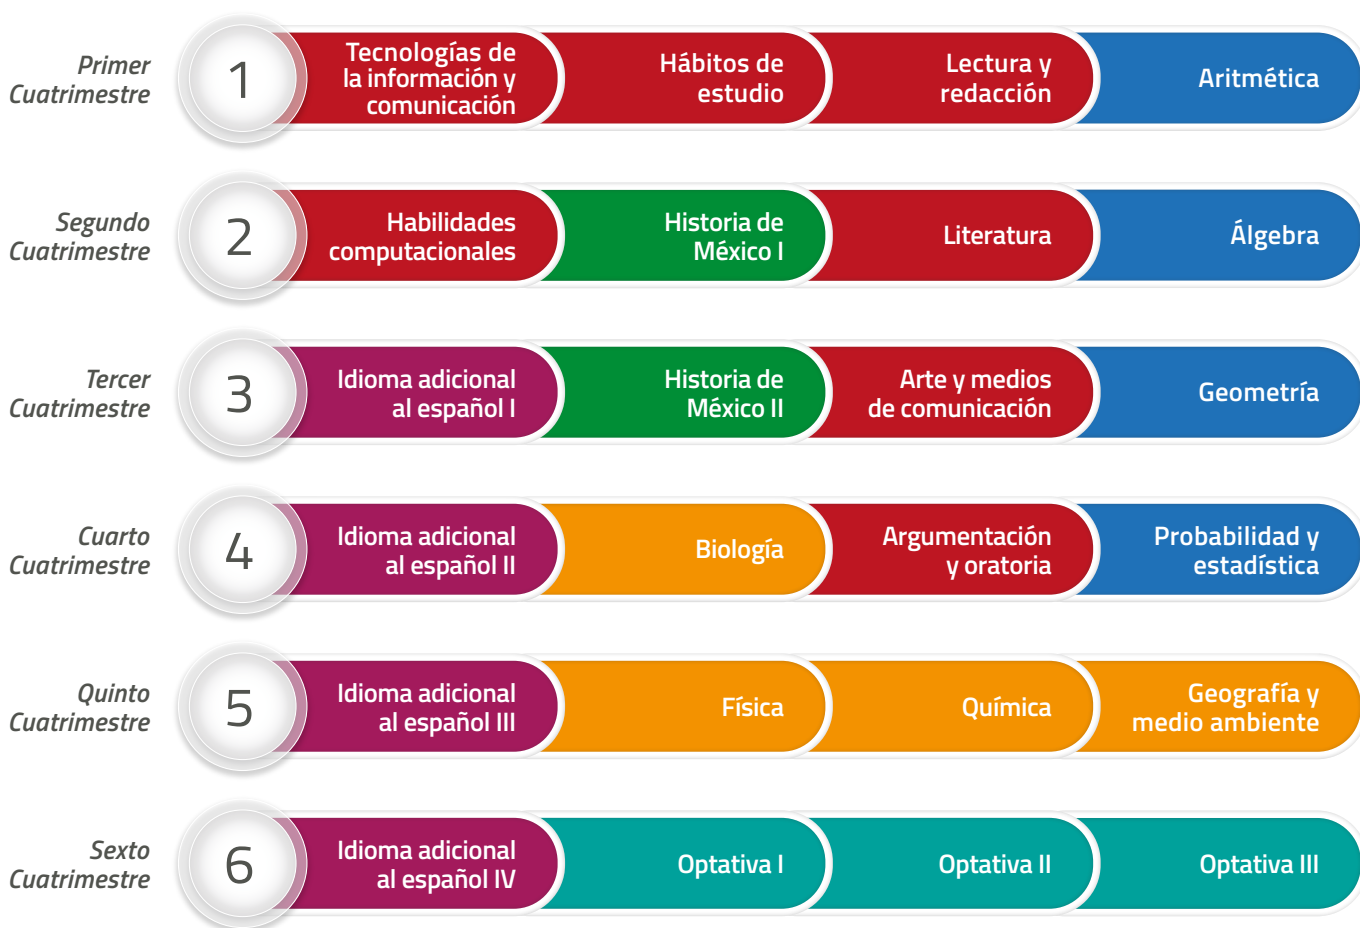 Primer
Cuatrimestre
1
Tecnologías de
la información y
comunicación
Hábitos de
estudio
Lectura y
redacción
Aritmética
Segundo
Cuatrimestre
2
Habilidades
computacionales
Historia de
México I
Literatura
Álgebra
Tercer
Cuatrimestre
3
Idioma adicional
al español I
Historia de
México II
Arte y medios
de comunicación
Geometría
Cuarto
Cuatrimestre
4
Idioma adicional
al español II
Biología
Argumentación
y oratoria
Probabilidad y
estadística
Quinto
Cuatrimestre
5
Idioma adicional
al español III
Física
Química
Geografía y
medio ambiente
Sexto
Cuatrimestre
6
Idioma adicional
al español IV
Optativa I
Optativa II
Optativa III